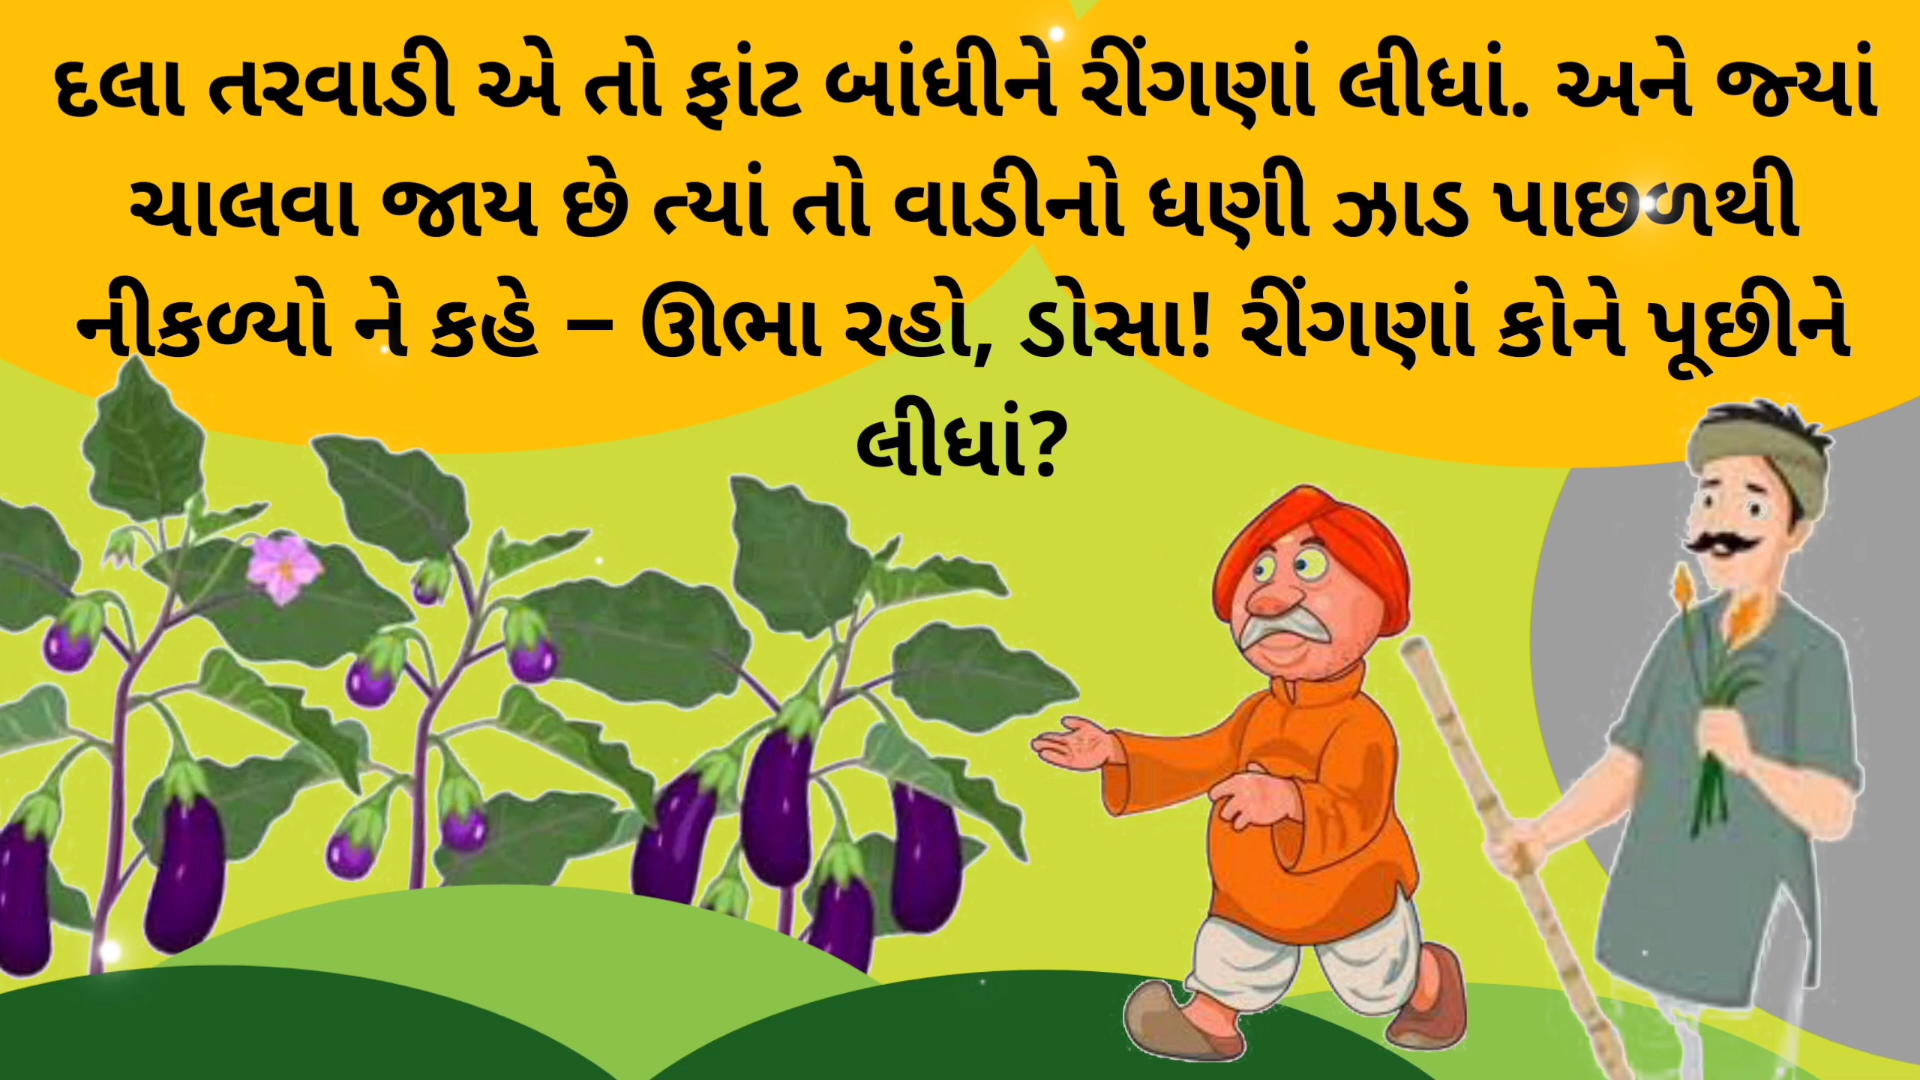 દલા તરવાડી એ તો ફાંટ બાંધીને રીંગણાં લીધાં. અને જ્યાં
ચાલવા જાય છે ત્યાં તો વાડીનો ધણી ઝાડ પાછળથી
નીકળ્યો ને કહે – ઊભા રહો, ડોસા! રીંગણાં કોને પૂછીને
લીધાં?